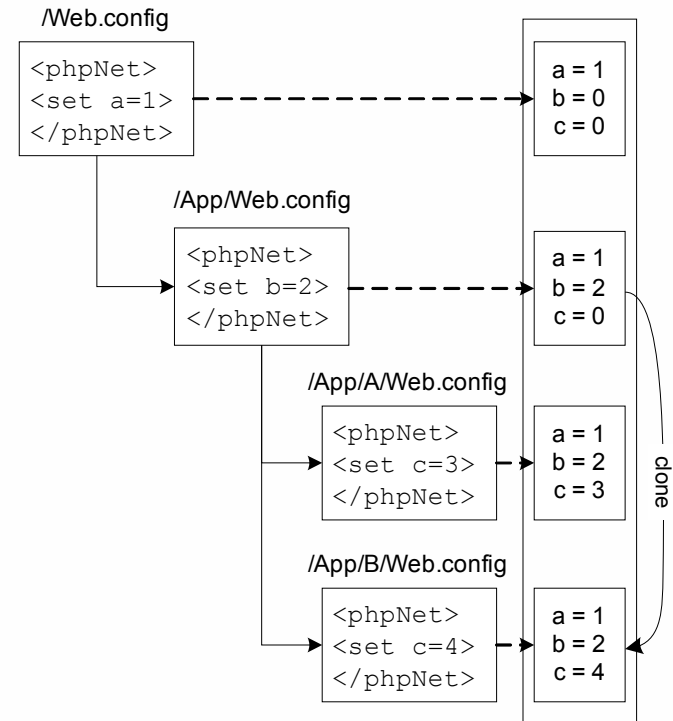 /Web.config
<phpNet>
<set a=1>
</phpNet>
a = 1
b = 0
c = 0
/App/Web.config
<phpNet>
<set b=2>
</phpNet>
a = 1
b = 2
c = 0
/App/A/Web.config
<phpNet>
<set c=3>
</phpNet>
a = 1
b = 2
c = 3
clone
/App/B/Web.config
<phpNet>
<set c=4>
</phpNet>
a = 1
b = 2
c = 4